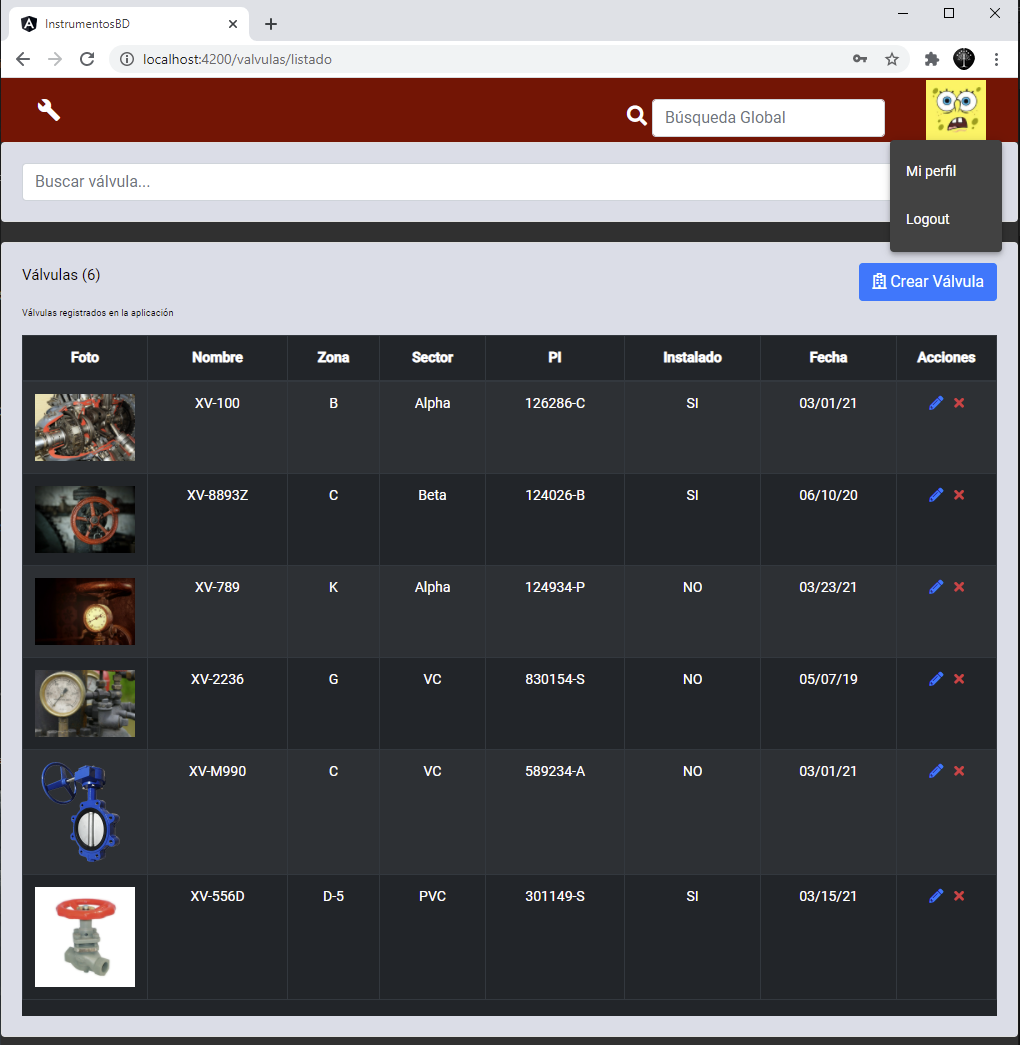 InstrumentosBD
localhost:4200/valvulas/listado
Búsqueda Global
Buscar válvula...
Mi perfil
Logout
Válvulas (6)
Crear Válvula
Válvulas registrados en la aplicación
Foto Nombre Zona Sector PI Instalado Fecha Acciones
XV-100 B Alpha 126286-C SI 03/01/21
XV-8893Z C Beta 124026-B SI 06/10/20
XV-789 K Alpha 124934-P NO 03/23/21
XV-2236 G VC 830154-S NO 05/07/19
XV-M990 C VC 589234-A NO 03/01/21
XV-556D D-5 PVC 301149-S SI 03/15/21